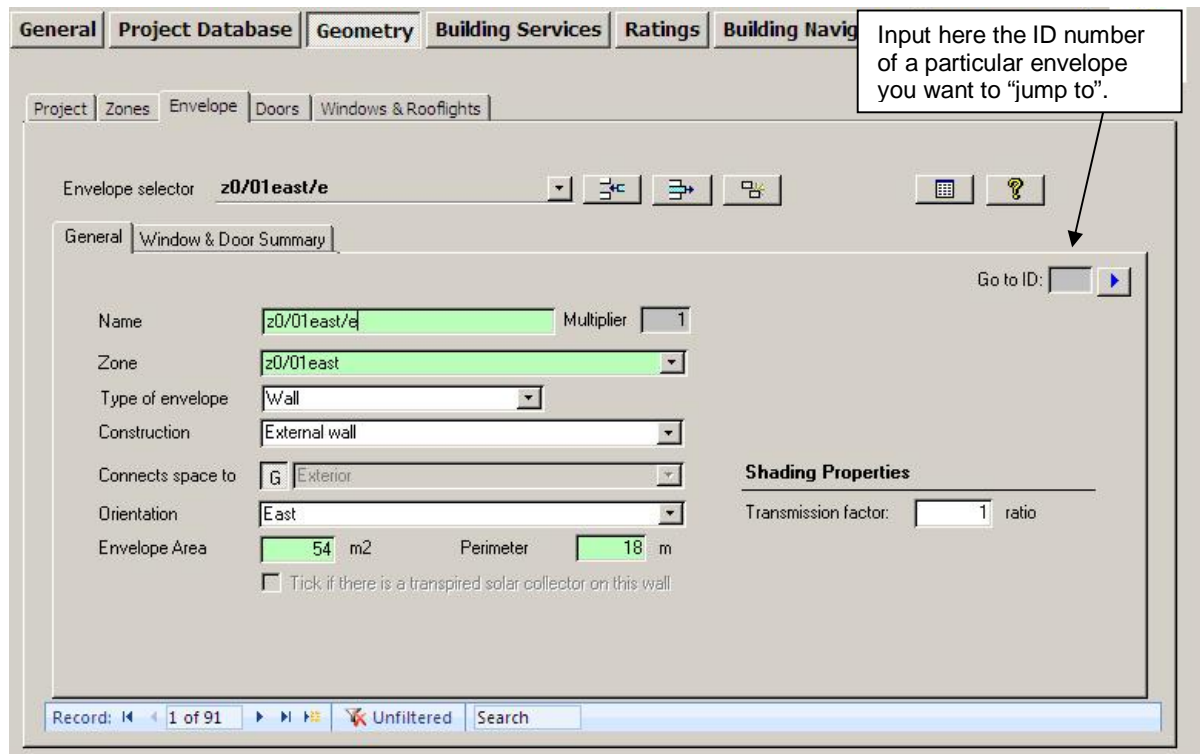 General Project Database Geometry Building Services Ratings Building Navig
Input here the ID number
of a particular envelope
you want to “jump to”.
Project Zones Envelope Doors Windows & Rooflights
Envelope selector z0/01east/e
General Window & Door Summary
Go to ID:
Name z0/01east/e Multiplier 1
Zone z0/01east
Type of envelope Wall
Construction External wall
Connects space to G Exterior
Shading Properties
Orientation East
Transmission factor: 1 ratio
Envelope Area 54 m2 Perimeter 18 m
Tick if there is a transpired solar collector on this wall
Record: 1 of 91 Unfiltered Search